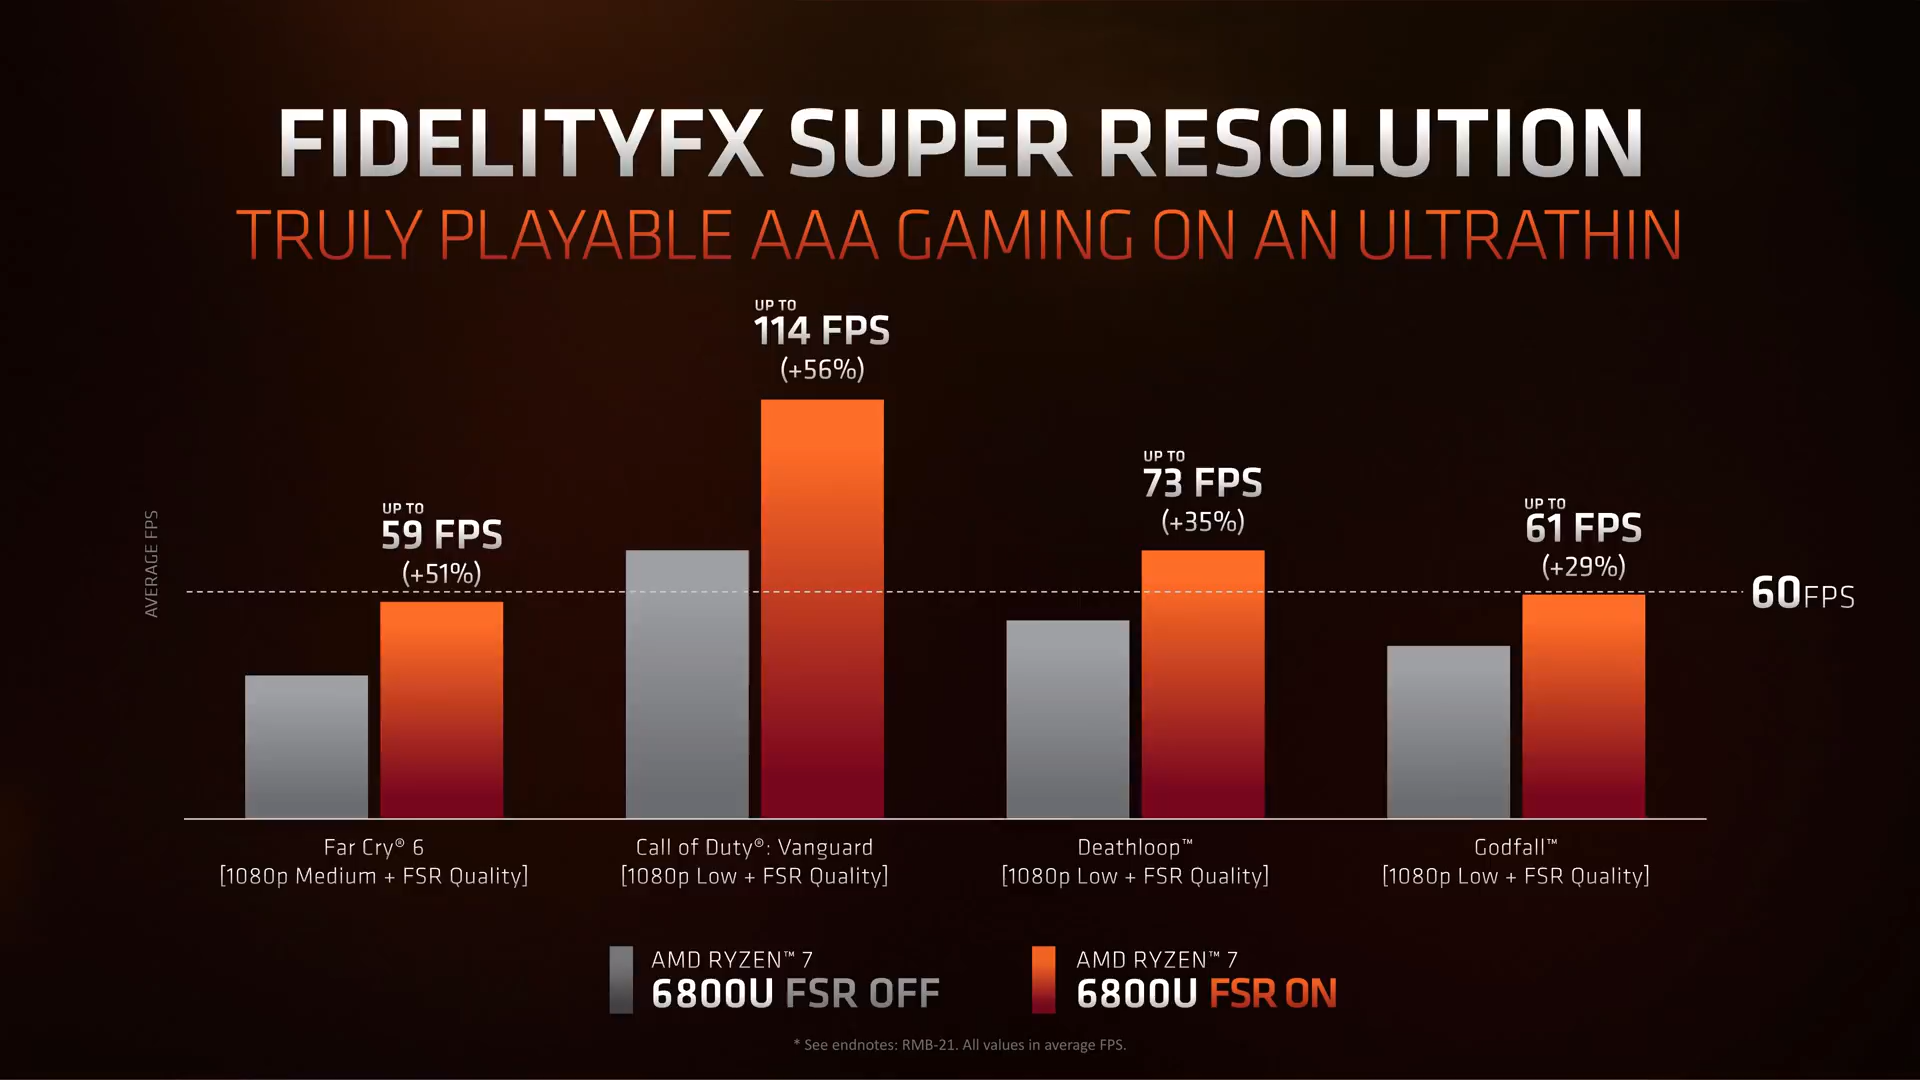 FIDELITYFX SUPER RESOLUTION
TRULY PLAYABLE AAA GAMING ON AN ULTRATHIN
AVERAGE FPS
UP TO
59 FPS
(+51%)
UP TO
114 FPS
(+56%)
UP TO
73 FPS
(+35%)
UP TO
61 FPS
(+29%)
60FPS
Far Cry® 6
[1080p Medium + FSR Quality]
Call of Duty®: Vanguard
[1080p Low + FSR Quality]
Deathloop™
[1080p Low + FSR Quality]
Godfall™
[1080p Low + FSR Quality]
AMD RYZEN™ 7
6800U FSR OFF
AMD RYZEN™ 7
6800U FSR ON
* See endnotes: RMB-21. All values in average FPS.